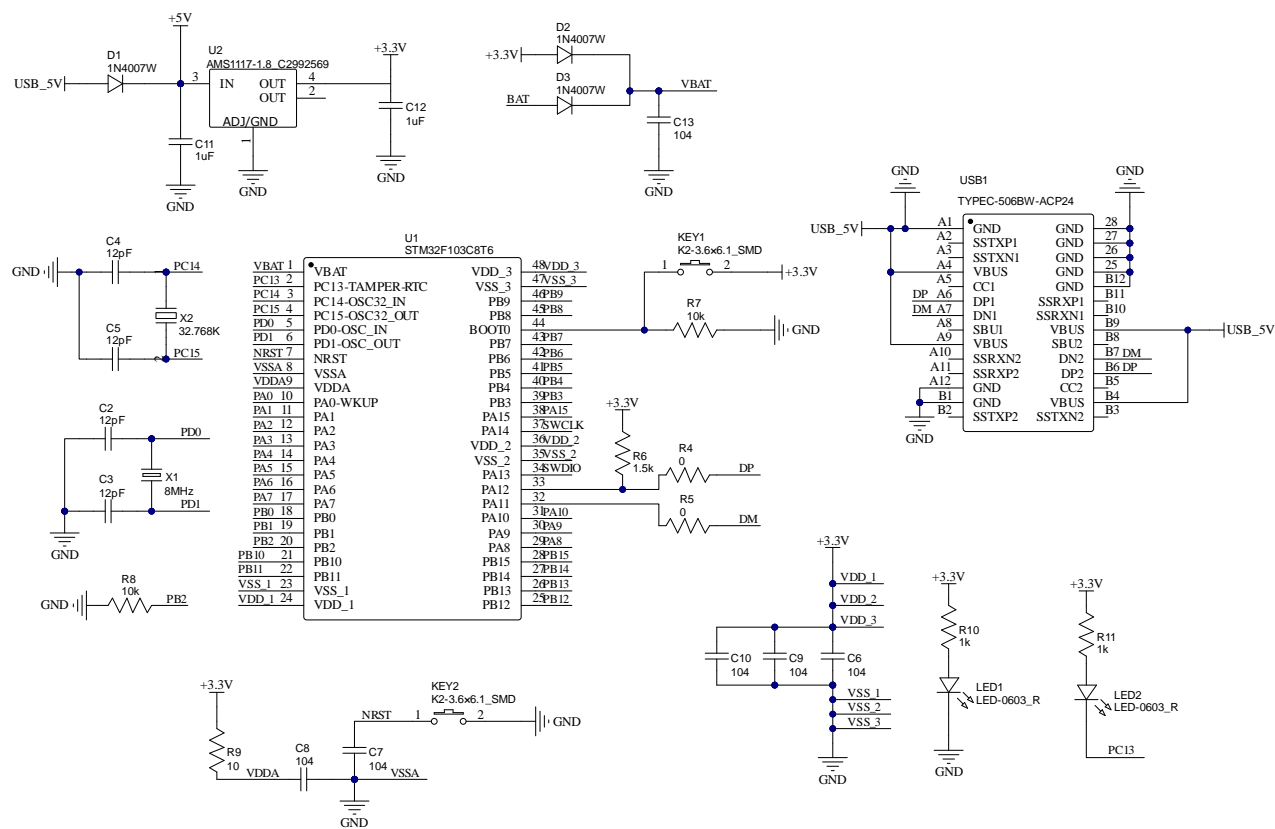 +5V
D1
1N4007W
USB_5V
U2
AMS1117-1.8_C2992569
3
IN
OUT
4
OUT
2
ADJ/GND
1
GND
C11
1uF
GND
+3.3V
C12
1uF
GND
D2
1N4007W
+3.3V
D3
1N4007W
BAT
VBAT
C13
104
GND
USB1
TYPEC-506BW-ACP24
GND
GND
USB_5V
A1 GND GND 28
A2 SSTXP1 GND 27
A3 SSTXN1 GND 26
A4 VBUS GND 25
A5 CC1 GND B12
DP A6 DP1 SSRXP1 B11
DM A7 DN1 SSRXN1 B10
A8 SBU1 VBUS B9
A9 VBUS SBU2 B8
A10 SSRXN2 DN2 B7 DM
A11 SSRXP2 DP2 B6 DP
A12 GND CC2 B5
B1 GND VBUS B4
B2 SSTXP2 SSTXN2 B3
USB_5V
GND
C4
12pF
PC14
GND
X2
32.768K
C5
12pF
PC15
C2
12pF
PD0
X1
8MHz
C3
12pF
PD1
GND
R8
10k
GND
PB2
U1
STM32F103C8T6
VBAT 1 VBAT VDD_3 48 VDD_3
PC13 2 PC13-TAMPER-RTC VSS_3 47 VSS_3
PC14 3 PC14-OSC32_IN PB9 46 PB9
PC15 4 PC15-OSC32_OUT PB8 45 PB8
PD0 5 PD0-OSC_IN BOOT0 44
PD1 6 PD1-OSC_OUT PB7 43 PB7
NRST 7 NRST PB6 42 PB6
VSSA 8 VSSA PB5 41 PB5
VDDA 9 VDDA PB4 40 PB4
PA0 10 PA0-WKUP PB3 39 PB3
PA1 11 PA1 PA15 38 PA15
PA2 12 PA2 PA14 37 SWCLK
PA3 13 PA3 VDD_2 36 VDD_2
PA4 14 PA4 VSS_2 35 VSS_2
PA5 15 PA5 PA13 34 SWDIO
PA6 16 PA6 PA12 33
PA7 17 PA7 PA11 32
PB0 18 PB0 PA10 31 PA10
PB1 19 PB1 PA9 30 PA9
PB2 20 PB2 PA8 29 PA8
PB10 21 PB10 PB15 28 PB15
PB11 22 PB11 PB14 27 PB14
VSS_1 23 VSS_1 PB13 26 PB13
VDD_1 24 VDD_1 PB12 25 PB12
KEY1
K2-3.6x6.1_SMD
1
2
+3.3V
R7
10k
GND
+3.3V
R6
1.5k
R4
0
DP
R5
0
DM
+3.3V
VDD_1
VDD_2
VDD_3
C10
104
C9
104
C6
104
VSS_1
VSS_2
VSS_3
GND
+3.3V
R10
1k
LED1
LED-0603_R
GND
+3.3V
R11
1k
LED2
LED-0603_R
PC13
+3.3V
R9
10
VDDA
C8
104
NRST
C7
104
VSSA
GND
KEY2
K2-3.6x6.1_SMD
1
2
GND